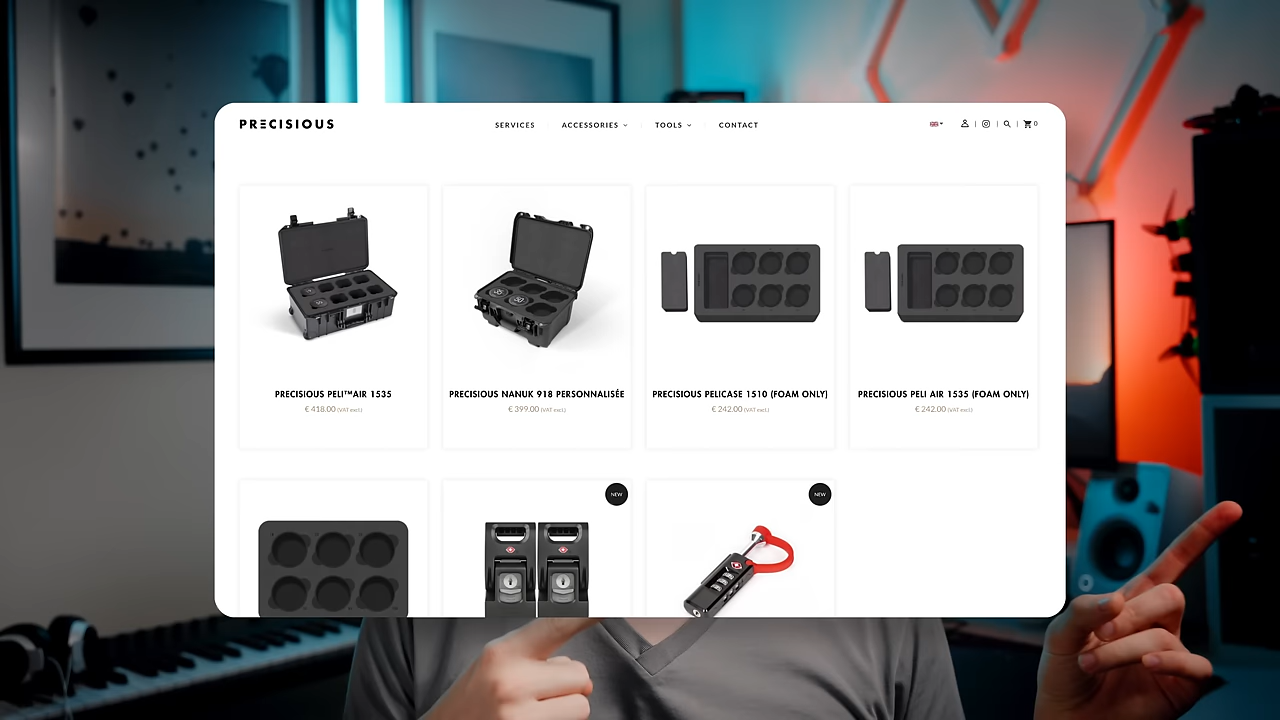 PRECISIOUS
SERVICES
ACCESSORIES
TOOLS
CONTACT
0
PRECISIOUS PELI™AIR 1535
€ 418.00 (VAT excl.)
PRECISIOUS NANUK 918 PERSONNALISÉE
€ 399.00 (VAT excl.)
PRECISIOUS PELICASE 1510 (FOAM ONLY)
€ 242.00 (VAT excl.)
PRECISIOUS PELI AIR 1535 (FOAM ONLY)
€ 242.00 (VAT excl.)
NEW
NEW